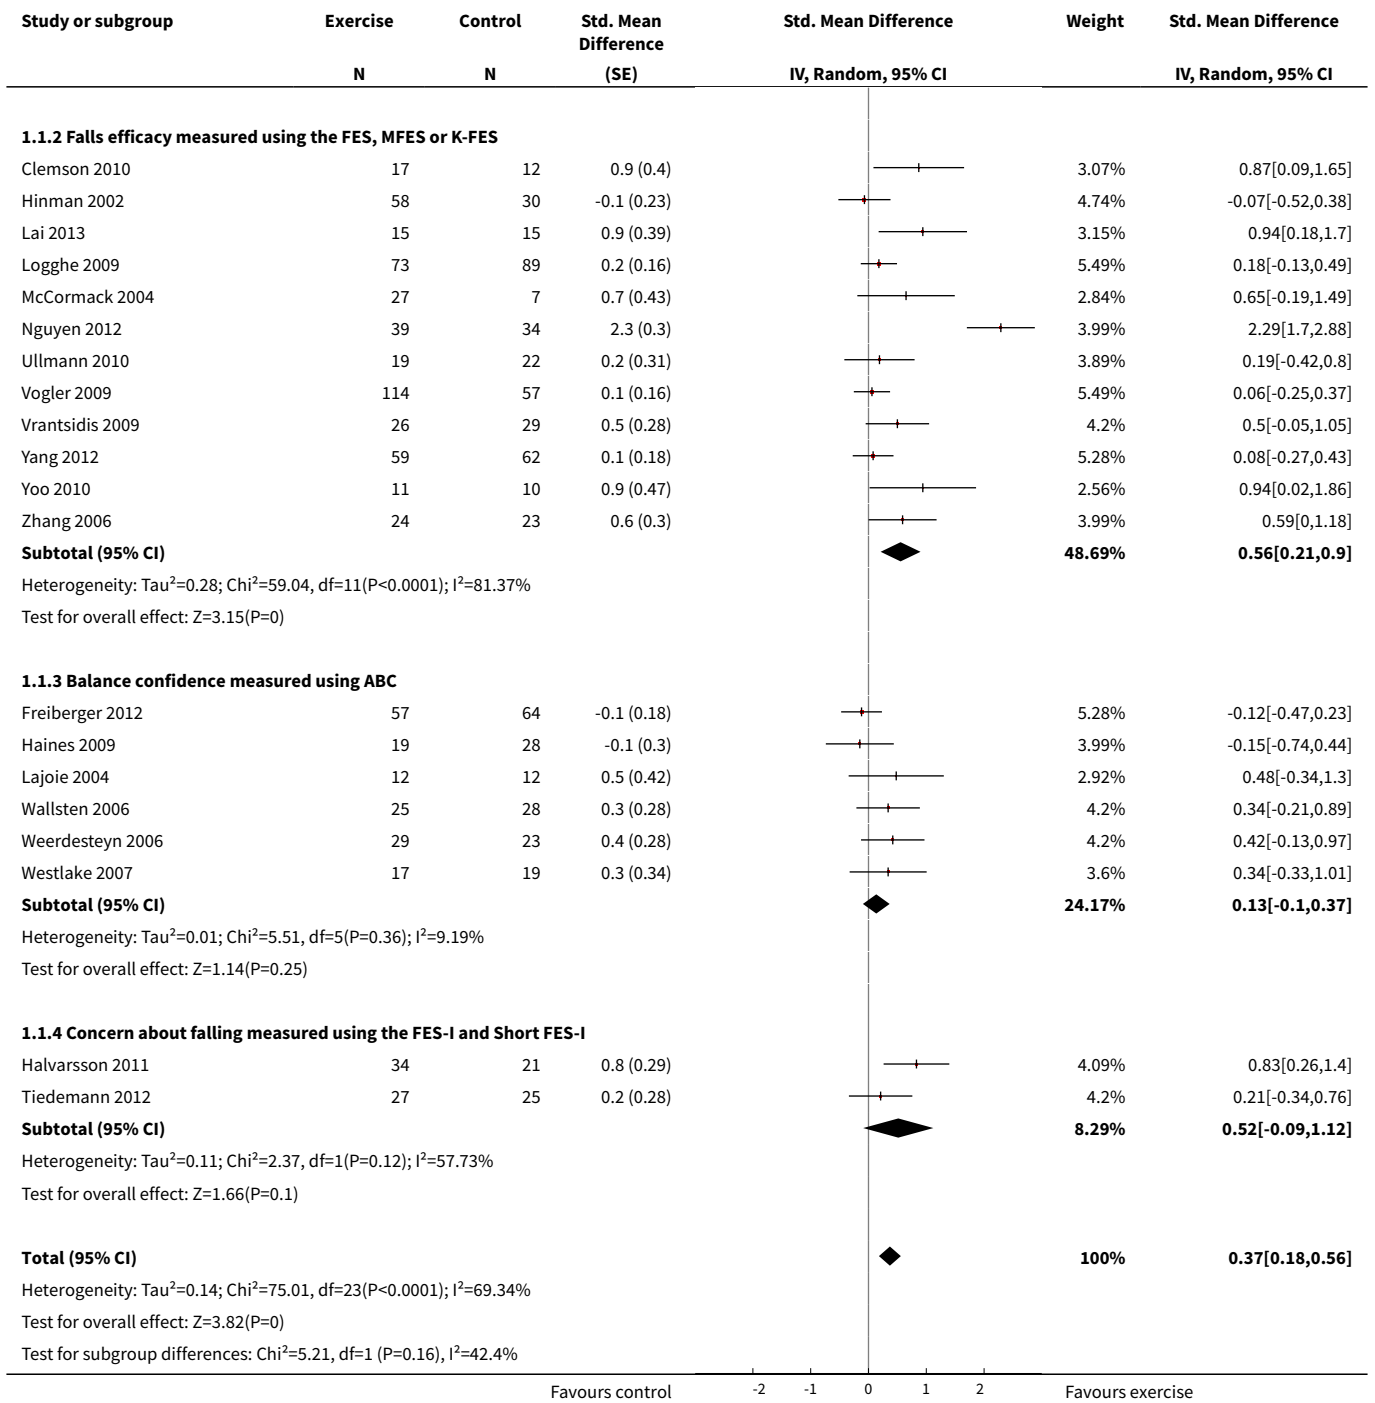 Study or subgroup Exercise Control Std. Mean Difference Std. Mean Difference Weight Std. Mean Difference
N N (SE) IV, Random, 95% CI IV, Random, 95% CI
1.1.2 Falls efficacy measured using the FES, MFES or K-FES
Clemson 2010 17 12 0.9 (0.4) 3.07% 0.87[0.09,1.65]
Hinman 2002 58 30 -0.1 (0.23) 4.74% -0.07[-0.52,0.38]
Lai 2013 15 15 0.9 (0.39) 3.15% 0.94[0.18,1.7]
Logghe 2009 73 89 0.2 (0.16) 5.49% 0.18[-0.13,0.49]
McCormack 2004 27 7 0.7 (0.43) 2.84% 0.65[-0.19,1.49]
Nguyen 2012 39 34 2.3 (0.3) 3.99% 2.29[1.7,2.88]
Ullmann 2010 19 22 0.2 (0.31) 3.89% 0.19[-0.42,0.8]
Vogler 2009 114 57 0.1 (0.16) 5.49% 0.06[-0.25,0.37]
Vrantsidis 2009 26 29 0.5 (0.28) 4.2% 0.5[-0.05,1.05]
Yang 2012 59 62 0.1 (0.18) 5.28% 0.08[-0.27,0.43]
Yoo 2010 11 10 0.9 (0.47) 2.56% 0.94[0.02,1.86]
Zhang 2006 24 23 0.6 (0.3) 3.99% 0.59[0,1.18]
Subtotal (95% CI) 48.69% 0.56[0.21,0.9]
Heterogeneity: Tau²=0.28; Chi²=59.04, df=11(P<0.0001); I²=81.37%
Test for overall effect: Z=3.15(P=0)
1.1.3 Balance confidence measured using ABC
Freiberger 2012 57 64 -0.1 (0.18) 5.28% -0.12[-0.47,0.23]
Haines 2009 19 28 -0.1 (0.3) 3.99% -0.15[-0.74,0.44]
Lajoie 2004 12 12 0.5 (0.42) 2.92% 0.48[-0.34,1.3]
Wallsten 2006 25 28 0.3 (0.28) 4.2% 0.34[-0.21,0.89]
Weerdesteyn 2006 29 23 0.4 (0.28) 4.2% 0.42[-0.13,0.97]
Westlake 2007 17 19 0.3 (0.34) 3.6% 0.34[-0.33,1.01]
Subtotal (95% CI) 24.17% 0.13[-0.1,0.37]
Heterogeneity: Tau²=0.01; Chi²=5.51, df=5(P=0.36); I²=9.19%
Test for overall effect: Z=1.14(P=0.25)
1.1.4 Concern about falling measured using the FES-I and Short FES-I
Halvarsson 2011 34 21 0.8 (0.29) 4.09% 0.83[0.26,1.4]
Tiedemann 2012 27 25 0.2 (0.28) 4.2% 0.21[-0.34,0.76]
Subtotal (95% CI) 8.29% 0.52[-0.09,1.12]
Heterogeneity: Tau²=0.11; Chi²=2.37, df=1(P=0.12); I²=57.73%
Test for overall effect: Z=1.66(P=0.1)
Total (95% CI) 100% 0.37[0.18,0.56]
Heterogeneity: Tau²=0.14; Chi²=75.01, df=23(P<0.0001); I²=69.34%
Test for overall effect: Z=3.82(P=0)
Test for subgroup differences: Chi²=5.21, df=1 (P=0.16), I²=42.4%
Favours control -2 -1 0 1 2 Favours exercise